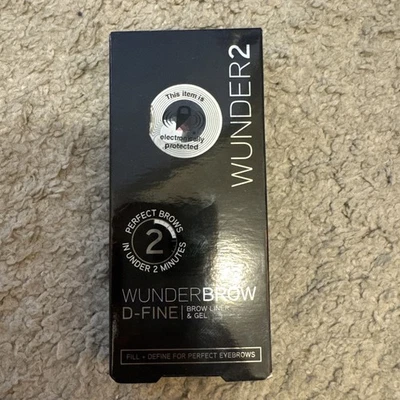 This item is
electronically
protected
WUNDER2
PERFECT BROWS
2
IN UNDER 2 MINUTES
WUNDERBROW
D-FINE | BROW LINER
& GEL
FILL + DEFINE FOR PERFECT EYEBROWS